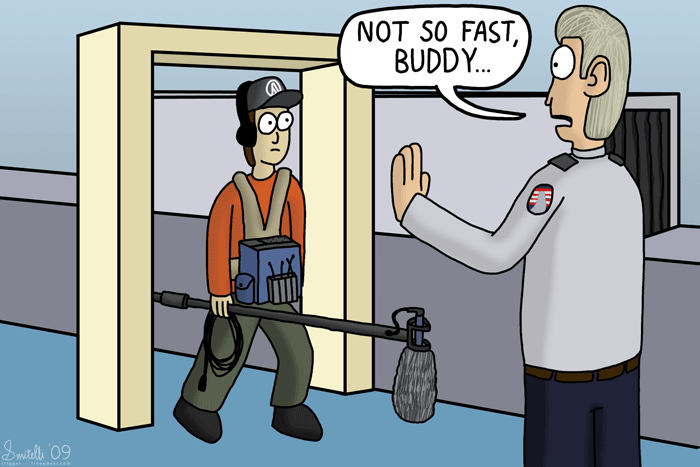 NOT SO FAST,
BUDDY...
Smitelli '09